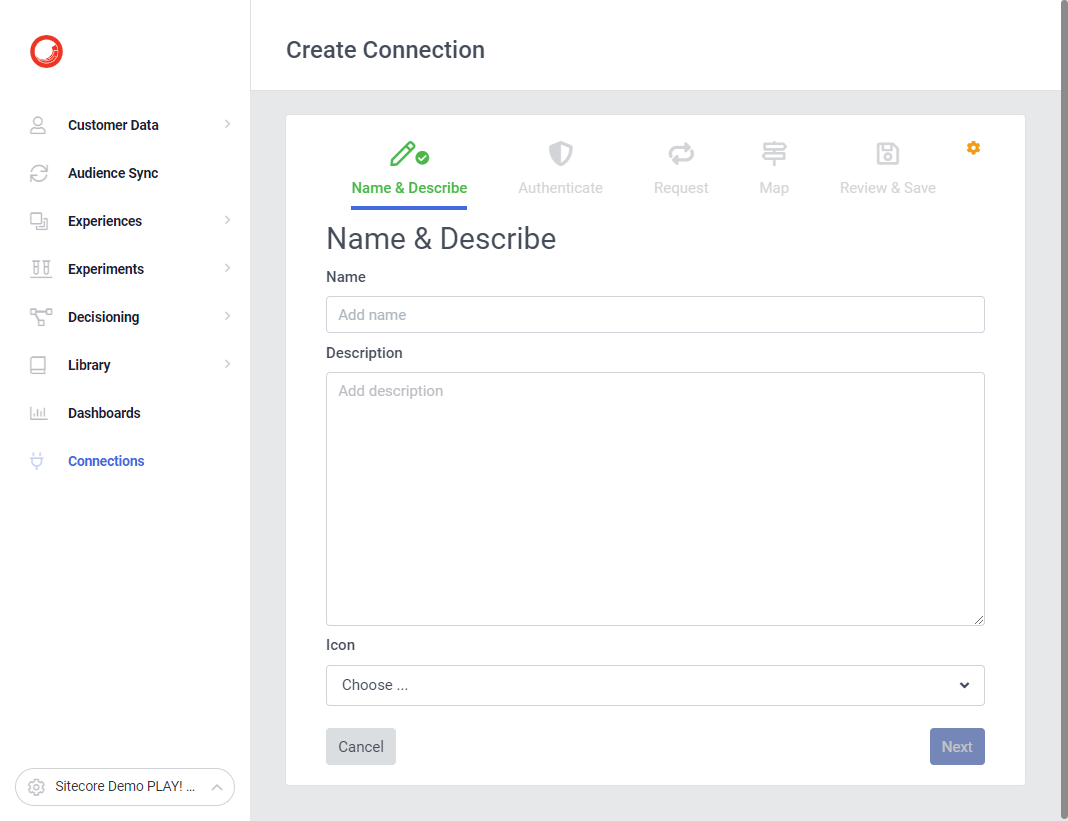 Create Connection
Customer Data
Audience Sync
Experiences
Experiments
Decisioning
Library
Dashboards
Connections
Sitecore Demo PLAY! ...
Name & Describe
Authenticate
Request
Map
Review & Save
Name & Describe
Name
Add name
Description
Add description
Icon
Choose ...
Cancel
Next